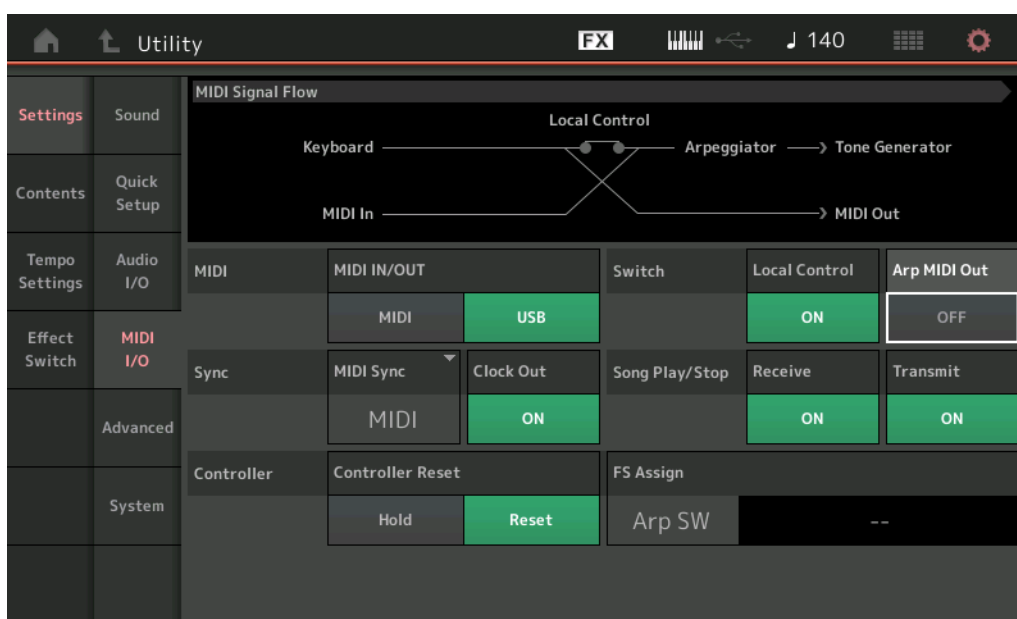 Utility
FX
♩ 140
Settings
Sound
Contents
Quick
Setup
Tempo
Settings
Audio
I/O
Effect
Switch
MIDI
I/O
Advanced
System
MIDI Signal Flow
Local Control
Keyboard
Arpeggiator
Tone Generator
MIDI In
MIDI Out
MIDI
MIDI IN/OUT
MIDI
USB
Switch
Local Control
Arp MIDI Out
ON
OFF
Sync
MIDI Sync
Clock Out
MIDI
ON
Song Play/Stop
Receive
Transmit
ON
ON
Controller
Controller Reset
Hold
Reset
FS Assign
Arp SW
--